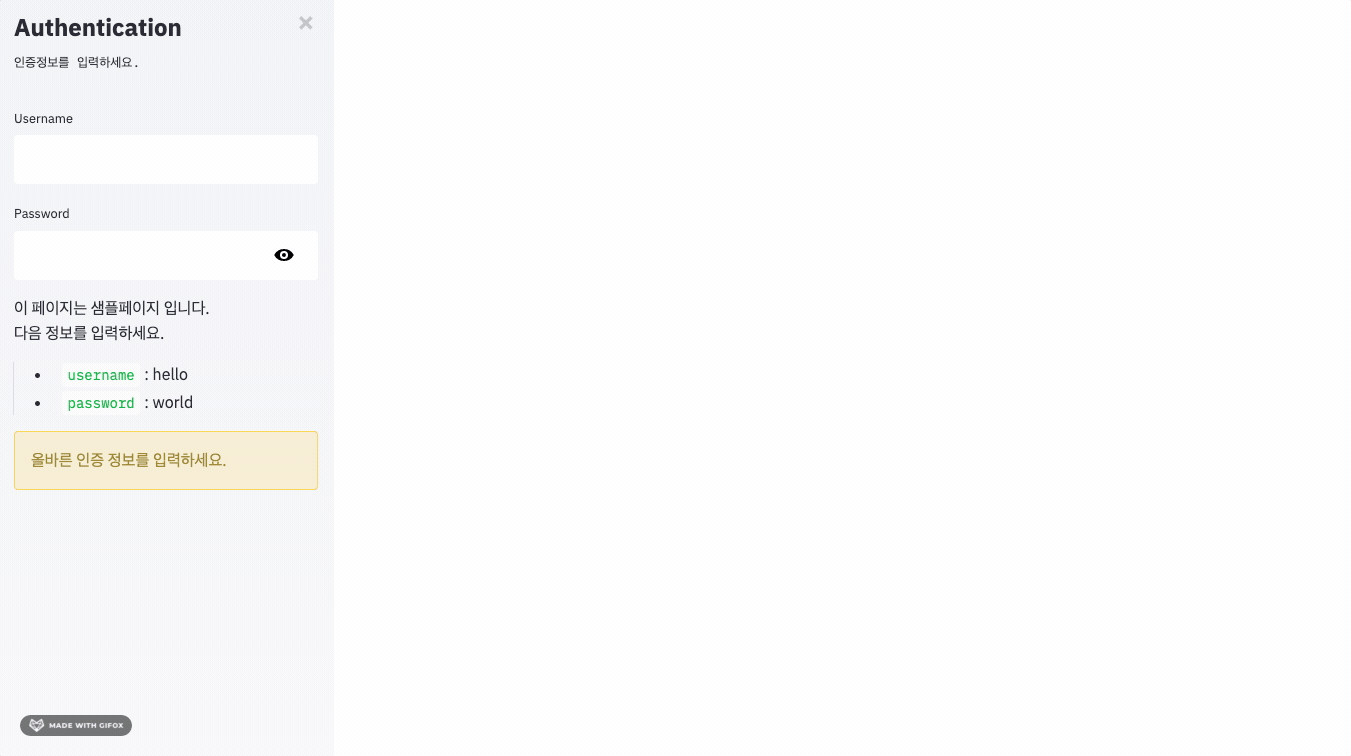 Authentication
×
인증정보를 입력하세요.
Username
Password
이 페이지는 샘플페이지 입니다.
다음 정보를 입력하세요.
• username : hello
• password : world
올바른 인증 정보를 입력하세요.
MADE WITH GIFOX